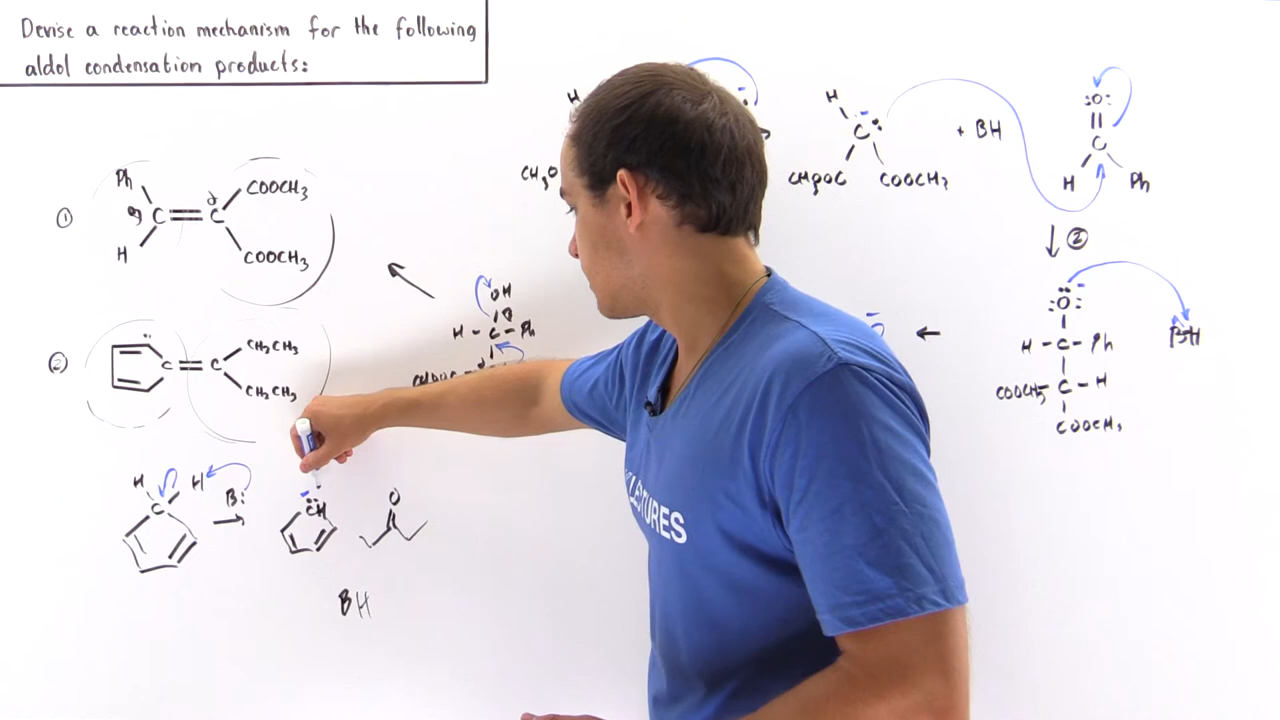 Devise a reaction mechanism for the following
aldol condensation products:
①
Ph
H
C = C
COOCH3
COOCH3
②
C = C
CH2CH3
CH2CH3
H
C
H
B:
CH
O
BH
H
CH3O
H
C
COOCH3
+ BH
:O:
C
H
Ph
②
:O:
H - C - Ph
COOCH3 - C - H
COOCH3
BH
OH
H - C - Ph
LECTURES